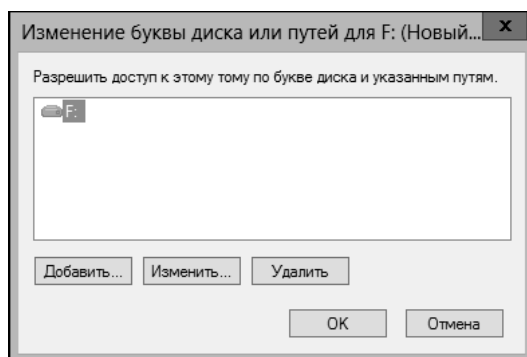 Изменение буквы диска или путей для F: (Новый... x
Разрешить доступ к этому тому по букве диска и указанным путям.
F:
Добавить... Изменить... Удалить
OK Отмена